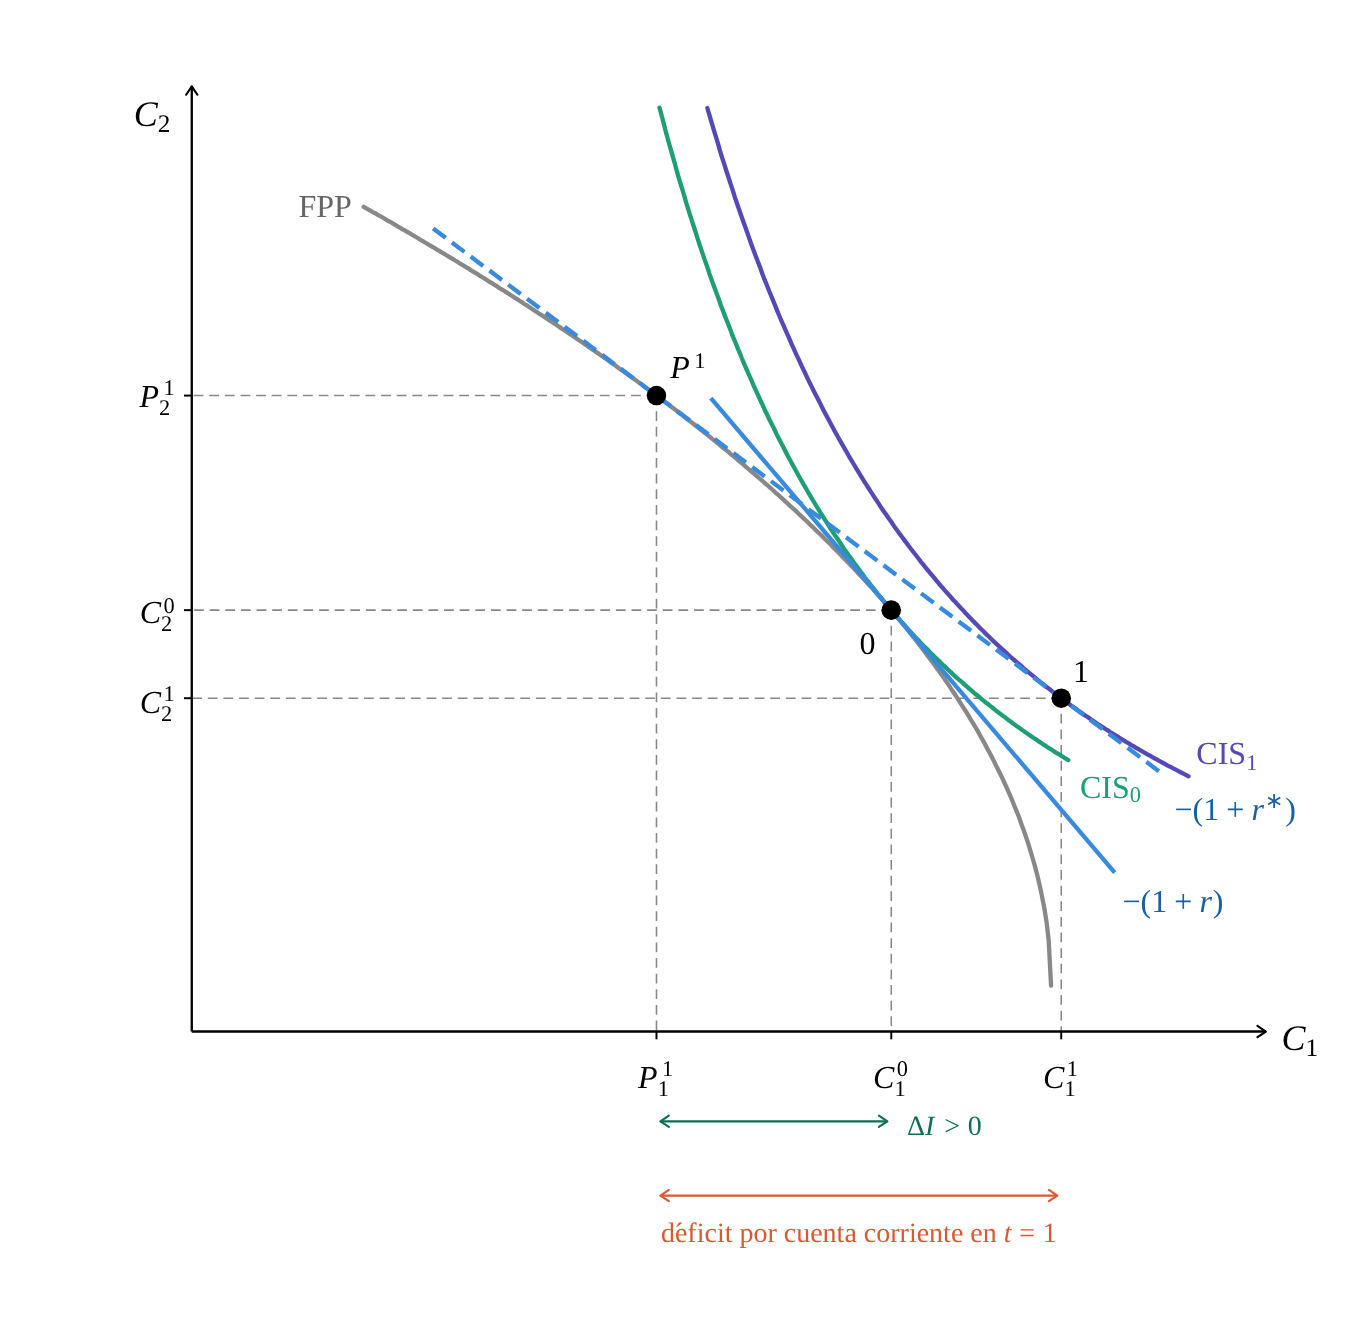 C₂
FPP
P¹
P₂¹
C₂⁰
0
1
C₂¹
CIS₁
CIS₀
−(1 + r*)
−(1 + r)
C₁
P₁¹
C₁⁰
C₁¹
ΔI > 0
déficit por cuenta corriente en t = 1